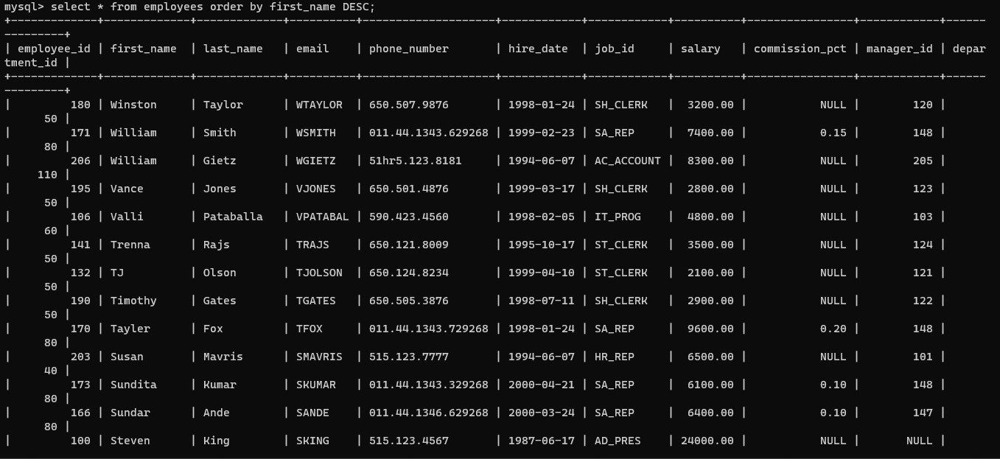 mysql> select * from employees order by first_name DESC;
+-------------+-------------+-------------+----------+--------------------+------------+------------+----------+----------------+------------+------
---------+
| employee_id | first_name  | last_name   | email    | phone_number       | hire_date  | job_id     | salary   | commission_pct | manager_id | depar
tment_id |
+-------------+-------------+-------------+----------+--------------------+------------+------------+----------+----------------+------------+------
---------+
|         180 | Winston     | Taylor      | WTAYLOR  | 650.507.9876       | 1998-01-24 | SH_CLERK   |  3200.00 |           NULL |        120 |
      50 |
|         171 | William     | Smith       | WSMITH   | 011.44.1343.629268 | 1999-02-23 | SA_REP     |  7400.00 |           0.15 |        148 |
      80 |
|         206 | William     | Gietz       | WGIETZ   | 51hr5.123.8181     | 1994-06-07 | AC_ACCOUNT |  8300.00 |           NULL |        205 |
     110 |
|         195 | Vance       | Jones       | VJONES   | 650.501.4876       | 1999-03-17 | SH_CLERK   |  2800.00 |           NULL |        123 |
      50 |
|         106 | Valli       | Pataballa   | VPATABAL | 590.423.4560       | 1998-02-05 | IT_PROG    |  4800.00 |           NULL |        103 |
      60 |
|         141 | Trenna      | Rajs        | TRAJS    | 650.121.8009       | 1995-10-17 | ST_CLERK   |  3500.00 |           NULL |        124 |
      50 |
|         132 | TJ          | Olson       | TJOLSON  | 650.124.8234       | 1999-04-10 | ST_CLERK   |  2100.00 |           NULL |        121 |
      50 |
|         190 | Timothy     | Gates       | TGATES   | 650.505.3876       | 1998-07-11 | SH_CLERK   |  2900.00 |           NULL |        122 |
      50 |
|         170 | Tayler      | Fox         | TFOX     | 011.44.1343.729268 | 1998-01-24 | SA_REP     |  9600.00 |           0.20 |        148 |
      80 |
|         203 | Susan       | Mavris      | SMAVRIS  | 515.123.7777       | 1994-06-07 | HR_REP     |  6500.00 |           NULL |        101 |
      40 |
|         173 | Sundita     | Kumar       | SKUMAR   | 011.44.1343.329268 | 2000-04-21 | SA_REP     |  6100.00 |           0.10 |        148 |
      80 |
|         166 | Sundar      | Ande        | SANDE    | 011.44.1346.629268 | 2000-03-24 | SA_REP     |  6400.00 |           0.10 |        147 |
      80 |
|         100 | Steven      | King        | SKING    | 515.123.4567       | 1987-06-17 | AD_PRES    | 24000.00 |           NULL |       NULL |